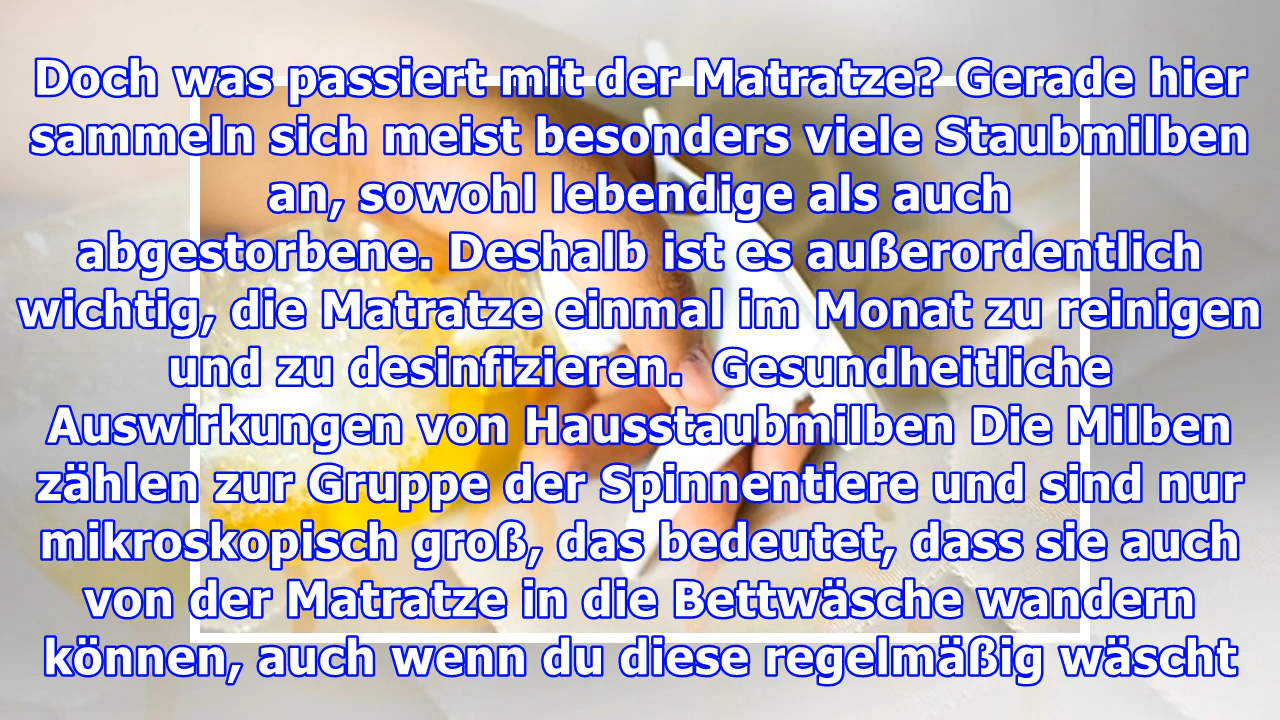 Doch was passiert mit der Matratze? Gerade hier
sammeln sich meist besonders viele Staubmilben
an, sowohl lebendige als auch
abgestorbene. Deshalb ist es außerordentlich
wichtig, die Matratze einmal im Monat zu reinigen
und zu desinfizieren.  Gesundheitliche
Auswirkungen von Hausstaubmilben Die Milben
zählen zur Gruppe der Spinnentiere und sind nur
mikroskopisch groß, das bedeutet, dass sie auch
von der Matratze in die Bettwäsche wandern
können, auch wenn du diese regelmäßig wäscht